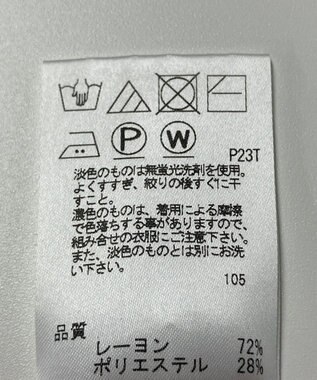 P W
P23T
淡色のものは無蛍光洗剤を使用。
よくすすぎ、絞りの後すぐに干
すこと。
濃色のものは、着用による摩擦
で色落ちする事がありますので、
組み合せの衣服にご注意下さい。
また、淡色のものとは別にお洗
い下さい。
105
品質
レーヨン 72%
ポリエステル 28%